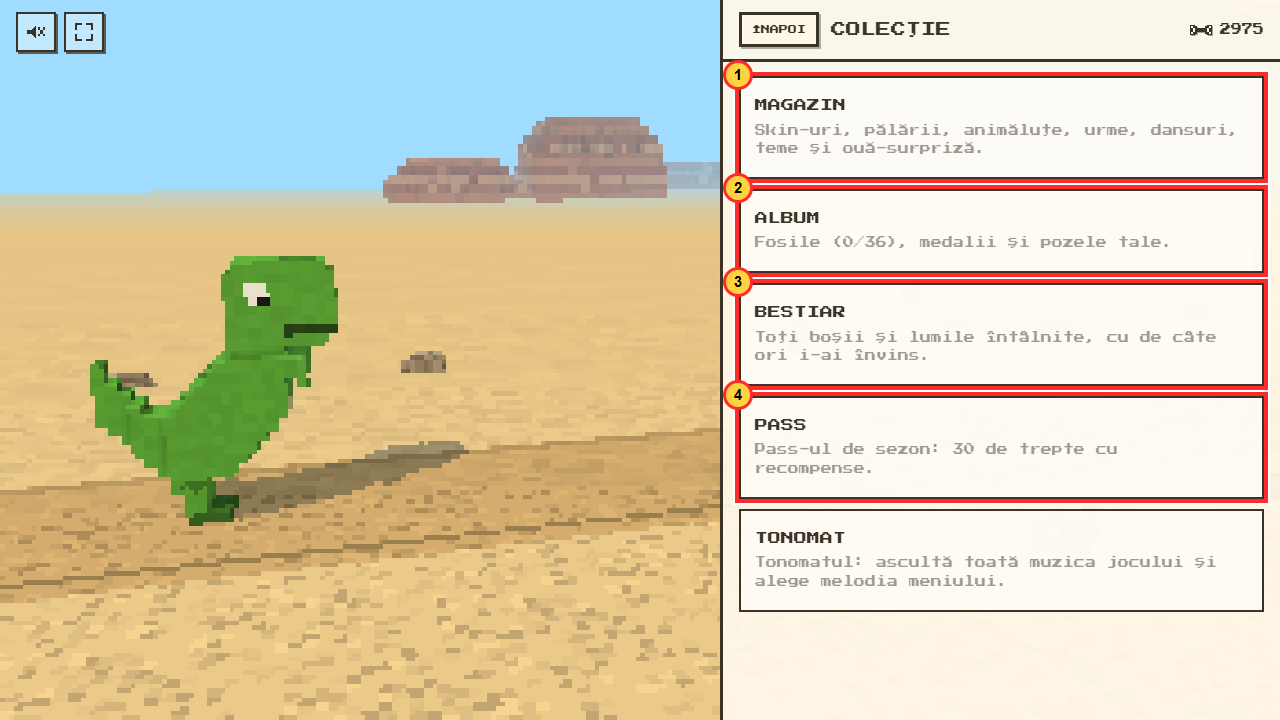 ↑NAPOI
COLECȚIE
2975
1
MAGAZIN
Skin-uri, pălării, animăluțe, urme, dansuri,
teme și ouă-surpriză.
2
ALBUM
Fosile (0/36), medalii și pozele tale.
3
BESTIAR
Toți boșii și lumile întâlnite, cu de câte
ori i-ai învins.
4
PASS
Pass-ul de sezon: 30 de trepte cu
recompense.
TONOMAT
Tonomatul: ascultă toată muzica jocului și
alege melodia meniului.